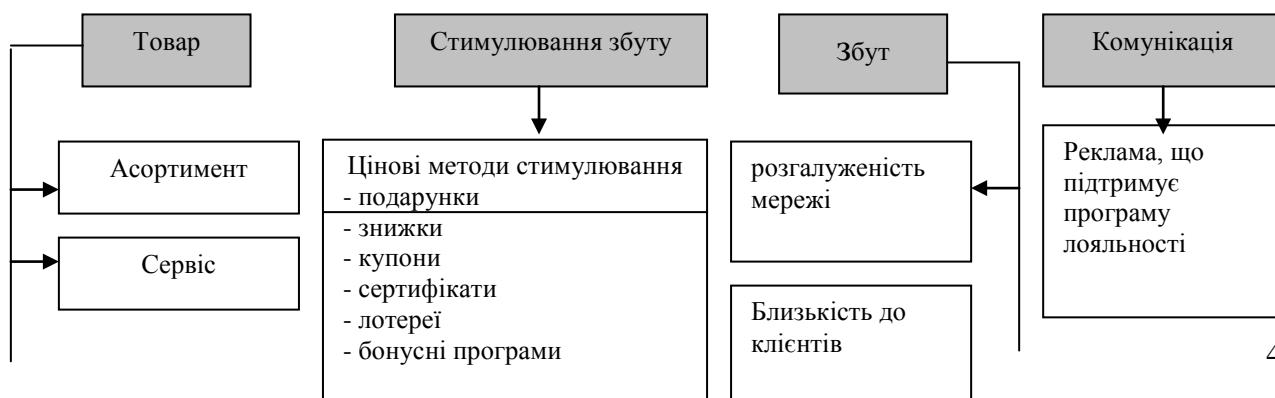 Товар
Стимулювання збуту
Збут
Комунікація
Асортимент
Сервіс
Цінові методи стимулювання
- подарунки
- знижки
- купони
- сертифікати
- лотереї
- бонусні програми
розгалуженість
мережі
Близькість до
клієнтів
Реклама, що
підтримує
програму
лояльності